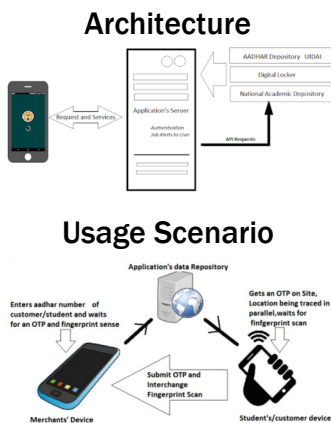 Architecture
AADHAR Depository UIDAI
Digital Locker
National Academic Depository
Request and Services
Application's Server
Authentication
Job Alerts to User
API Requests
Usage Scenario
Application's data Repository
Enters aadhar number of
customer/student and waits
for an OTP and fingerprint sense
Gets an OTP on Site,
Location being traced in
parallel,waits for
finfgerprint scan
Submit OTP and
Interchange
Fingerprint Scan
Merchants' Device
Student's/customer device